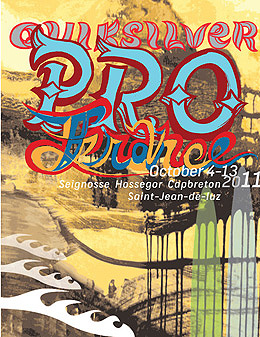 QUIKSILVER
PRO
France
October 4-13
Seignosse Hossegor Capbreton 2011
Saint-Jean-de-luz